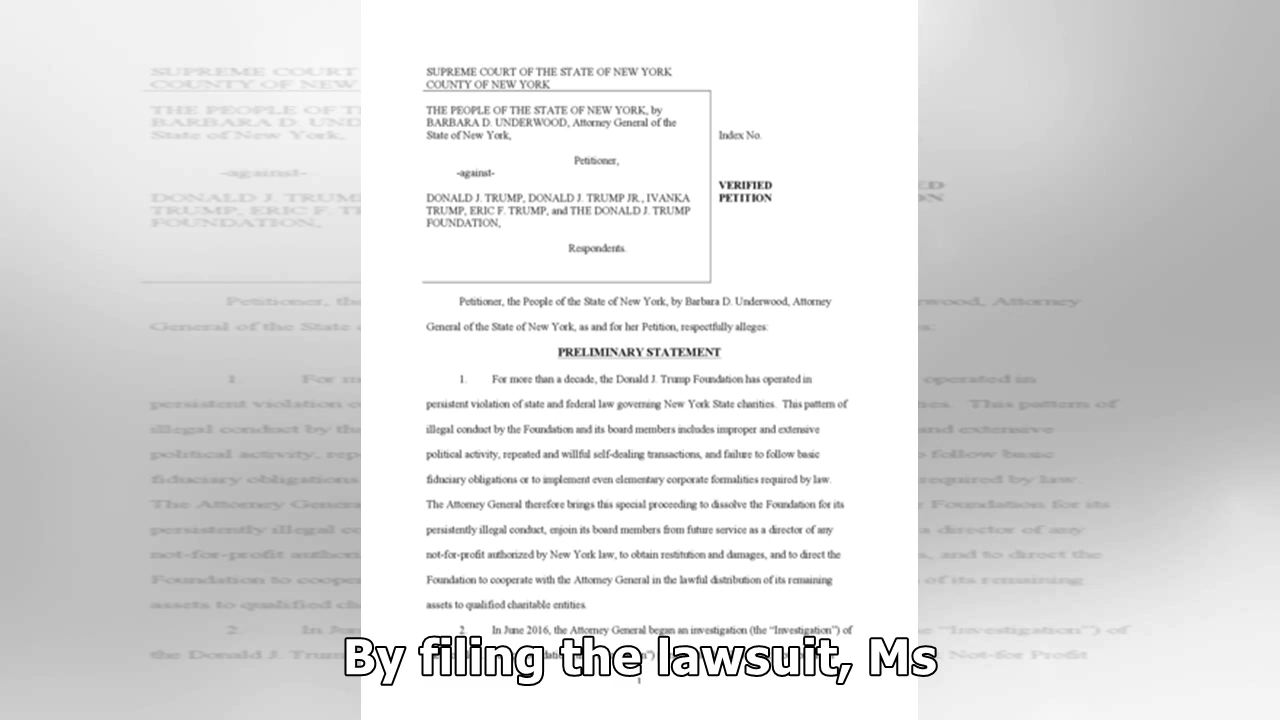 SUPREME COURT OF THE STATE OF NEW YORK
COUNTY OF NEW YORK
THE PEOPLE OF THE STATE OF NEW YORK, by
BARBARA D. UNDERWOOD, Attorney General of the
State of New York,
Petitioner,
-against-
DONALD J. TRUMP, DONALD J. TRUMP JR., IVANKA
TRUMP, ERIC F. TRUMP, and THE DONALD J. TRUMP
FOUNDATION,
Respondents.
Index No.
VERIFIED
PETITION
Petitioner, the People of the State of New York, by Barbara D. Underwood, Attorney
General of the State of New York, as and for her Petition, respectfully alleges:
PRELIMINARY STATEMENT
1. For more than a decade, the Donald J. Trump Foundation has operated in
persistent violation of state and federal law governing New York State charities. This pattern of
illegal conduct by the Foundation and its board members includes improper and extensive
political activity, repeated and willful self-dealing transactions, and failure to follow basic
fiduciary obligations or to implement even elementary corporate formalities required by law.
The Attorney General therefore brings this special proceeding to dissolve the Foundation for its
persistently illegal conduct, enjoin its board members from future service as a director of any
not-for-profit authorized by New York law, to obtain restitution and damages, and to direct the
Foundation to cooperate with the Attorney General in the lawful distribution of its remaining
assets to qualified charitable entities.
2. In June 2016, the Attorney General began an investigation (the “Investigation”) of
By filing the lawsuit, Ms
1